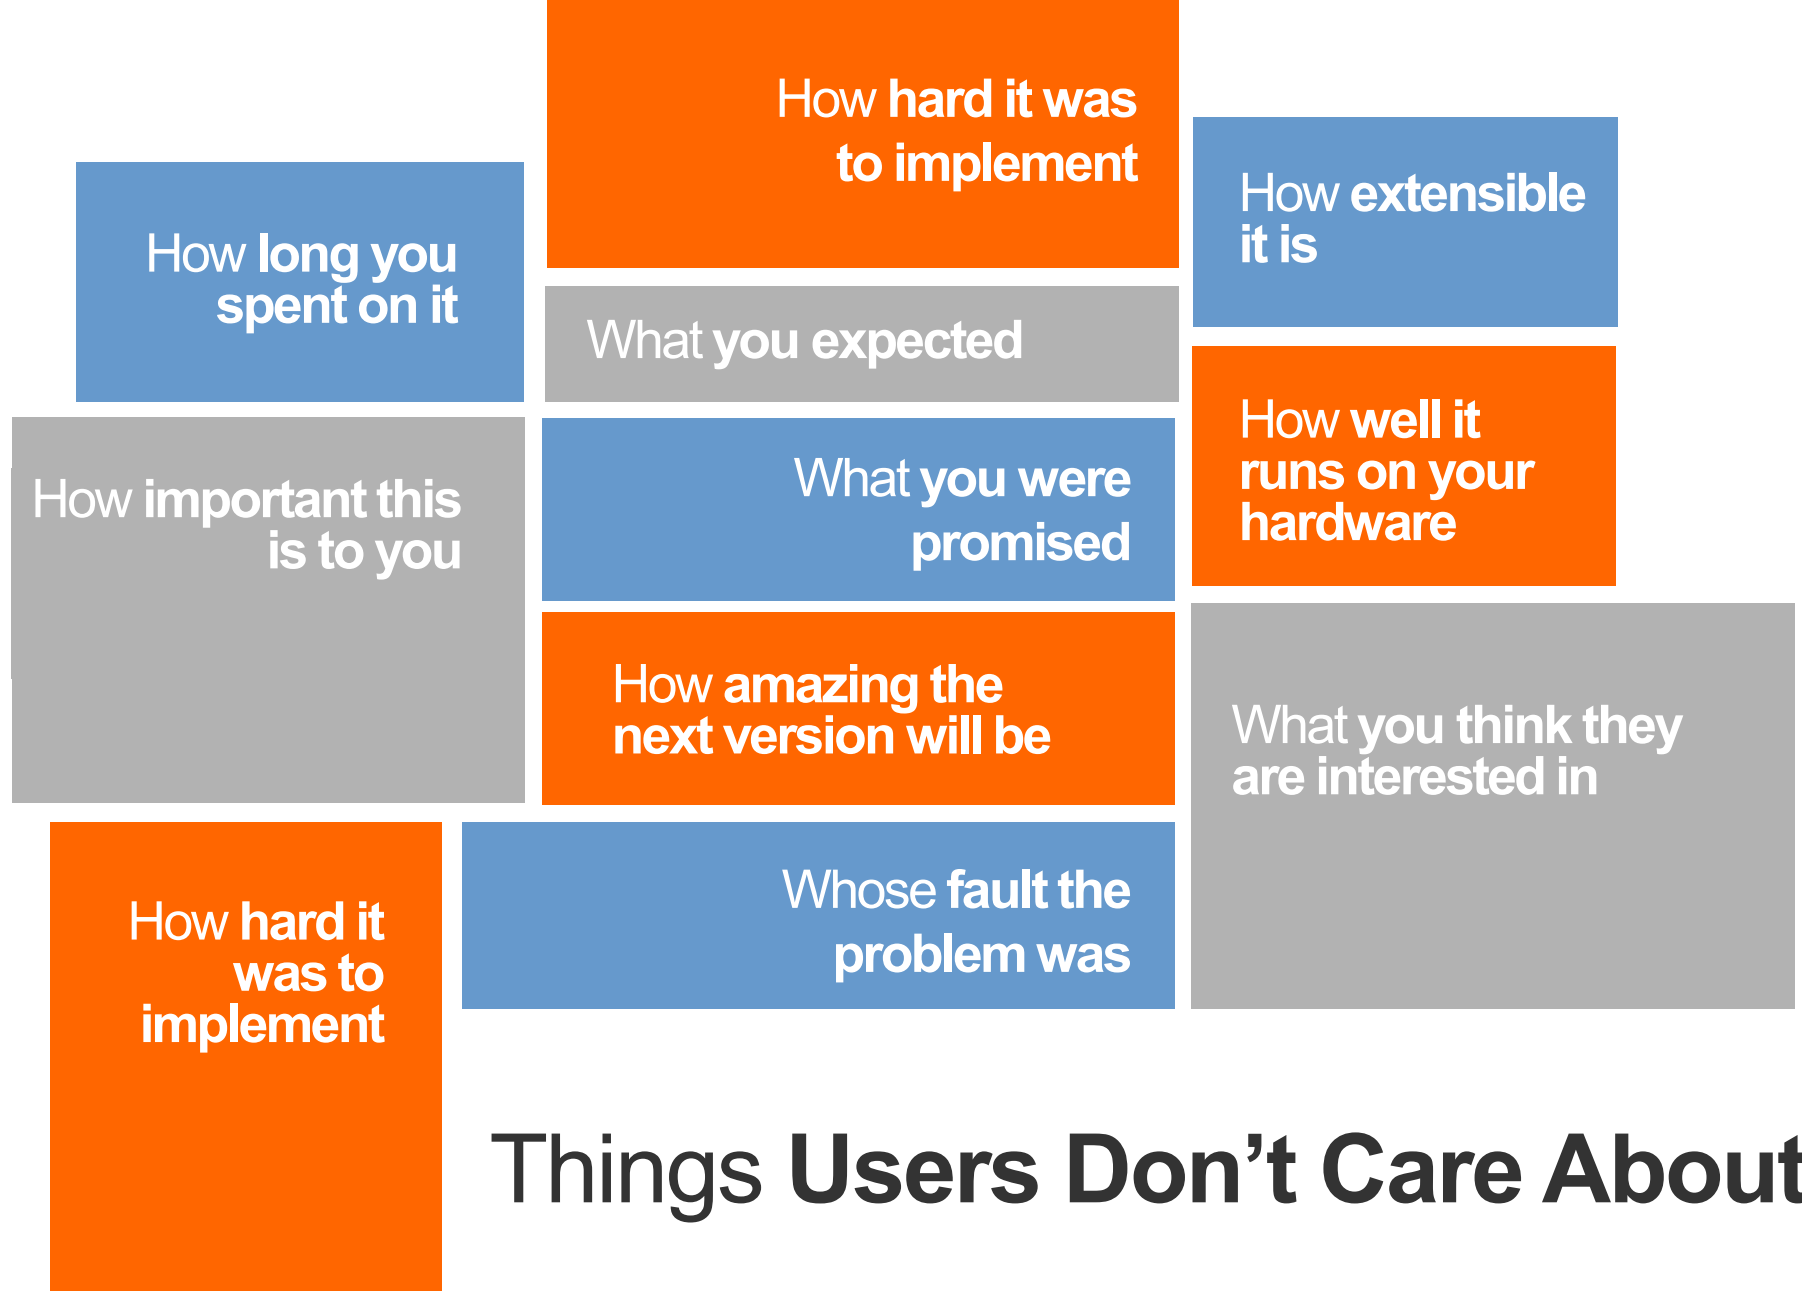 How hard it was
to implement
How extensible
it is
How long you
spent on it
What you expected
How well it
runs on your
hardware
How important this
is to you
What you were
promised
How amazing the
next version will be
What you think they
are interested in
Whose fault the
problem was
How hard it
was to
implement
Things Users Don’t Care About